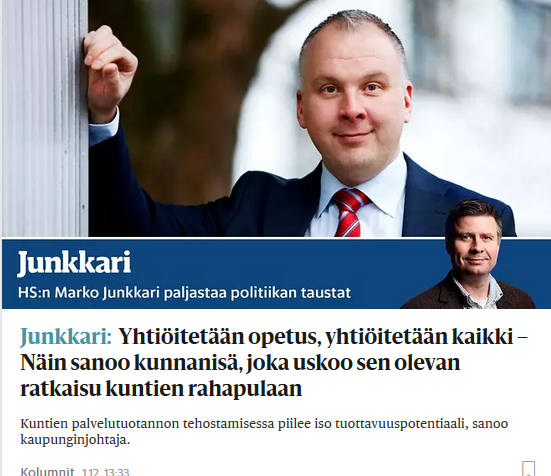 Junkkari
HS:n Marko Junkkari paljastaa politiikan taustat
Junkkari: Yhtiöitetään opetus, yhtiöitetään kaikki –
Näin sanoo kunnanisä, joka uskoo sen olevan
ratkaisu kuntien rahapulaan
Kuntien palvelutuotannon tehostamisessa piilee iso tuottavuuspotentiaali, sanoo
kaupunginjohtaja.
Kolumnit 1.12. 13:33